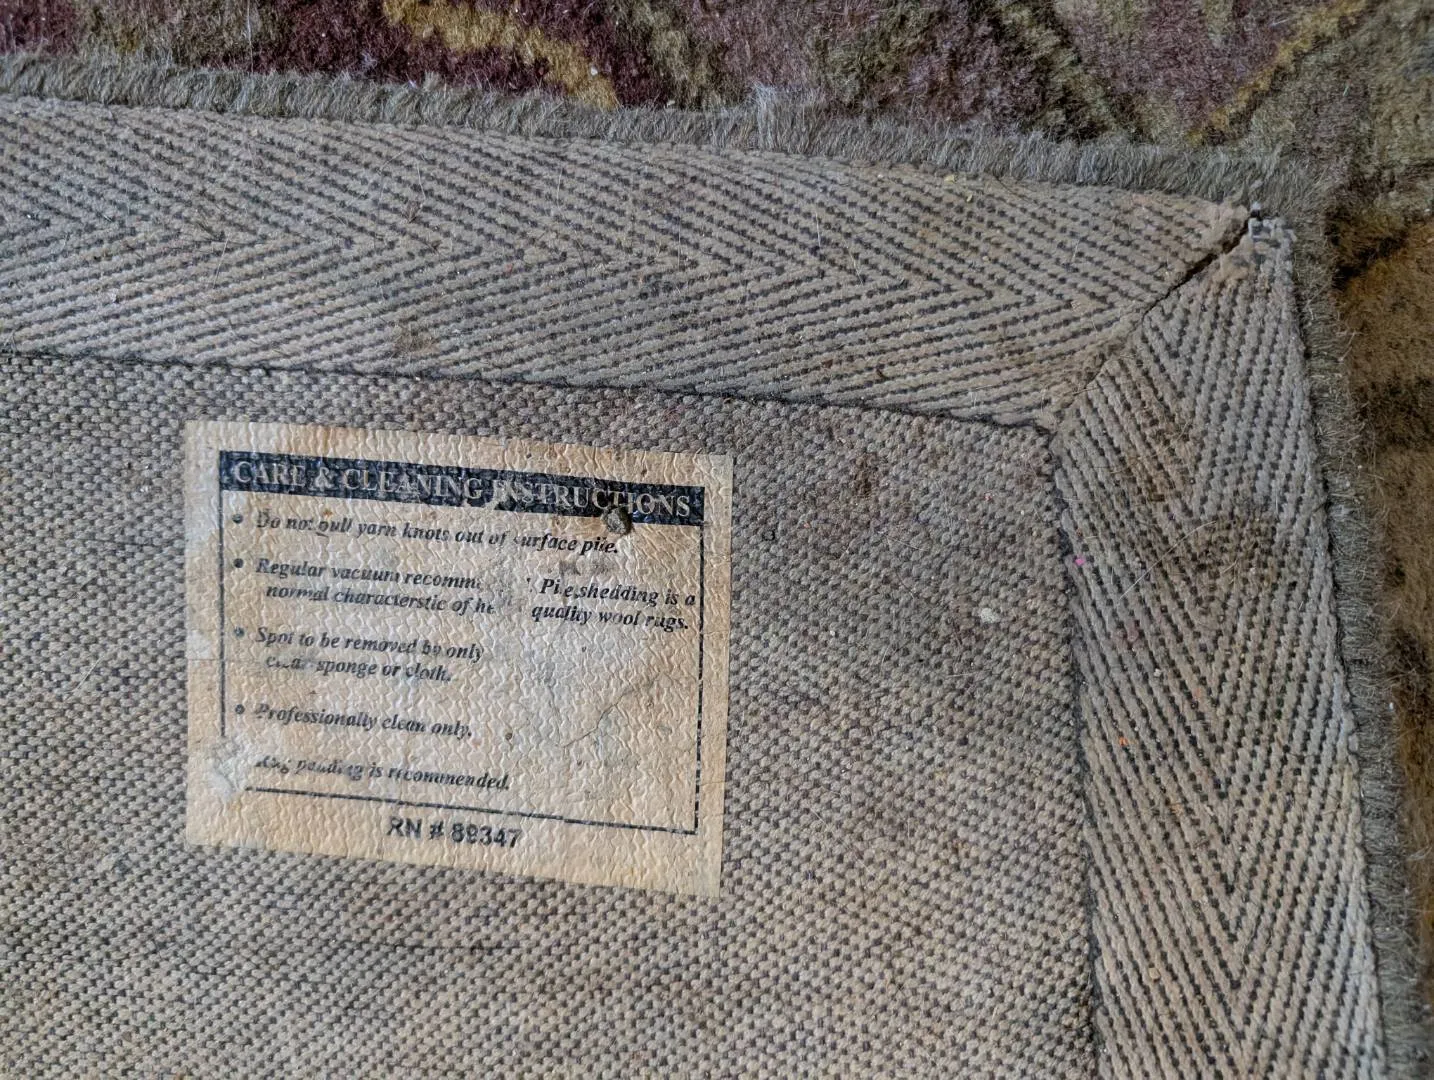 CARE & CLEANING INSTRUCTIONS
• Do not pull yarn knots out of surface pile.
• Regular vacuum Pile shedding is a
normal characterstic of quality wool rugs.
• Spot to be removed by only
clean sponge or cloth.
• Professionally clean only.
Rug padding is recommended.
RN # 89347